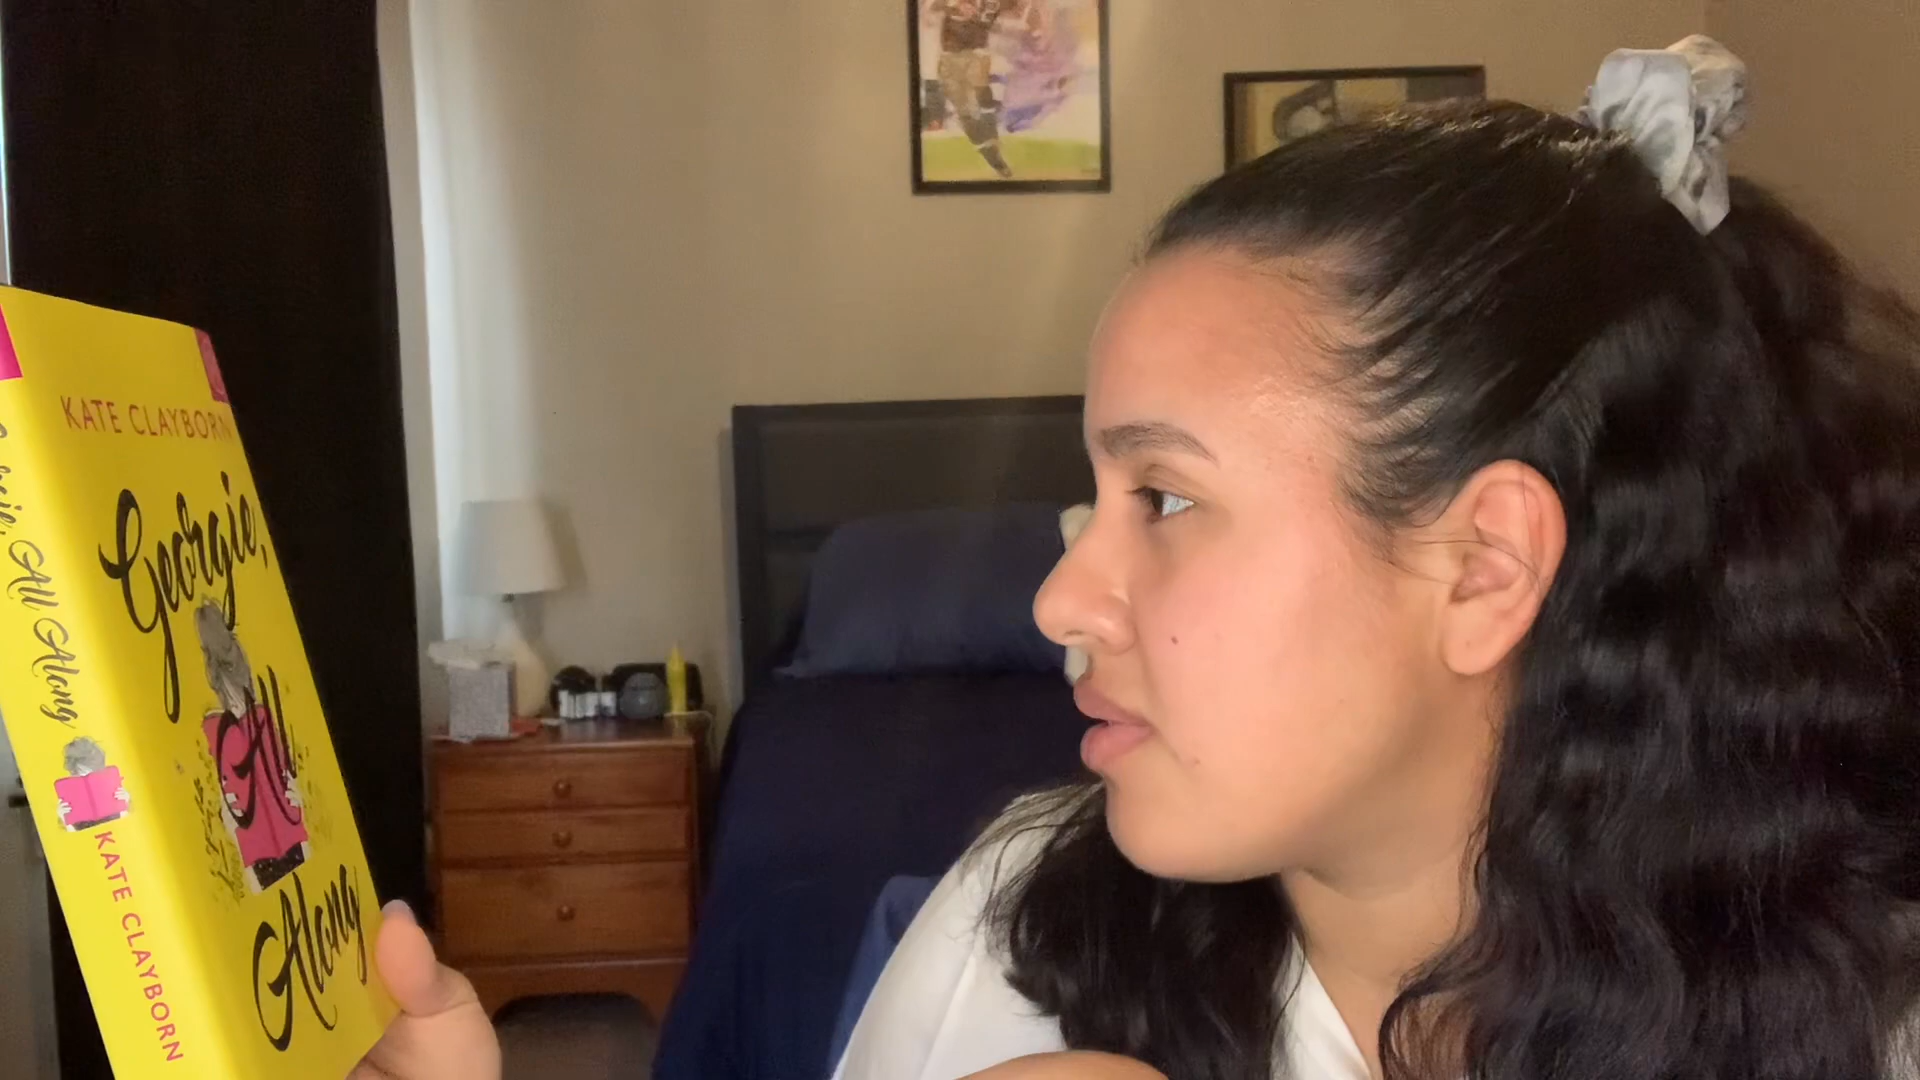 KATE CLAYBORN
Georgie,
All
Along
Georgie, All Along
KATE CLAYBORN